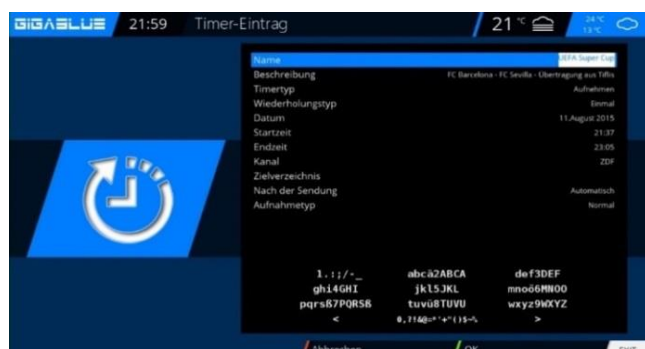 GIGABLUE 21:59 Timer-Eintrag 21 °C 24 °C
13 °C
Name UEFA Super Cup
Beschreibung FC Barcelona - FC Sevilla - Übertragung aus Tiflis
Timertyp Aufnehmen
Wiederholungstyp Einmal
Datum 11.August 2015
Startzeit 21:37
Endzeit 23:05
Kanal ZDF
Zielverzeichnis
Nach der Sendung Automatisch
Aufnahmetyp Normal
1.:;/-_ abcä2ABCA def3DEF
ghi4GHI jkl5JKL mnoö6MNOO
pqrsß7PQRSß tuvü8TUVU wxyz9WXYZ
< >
Abbrechen OK EXIT